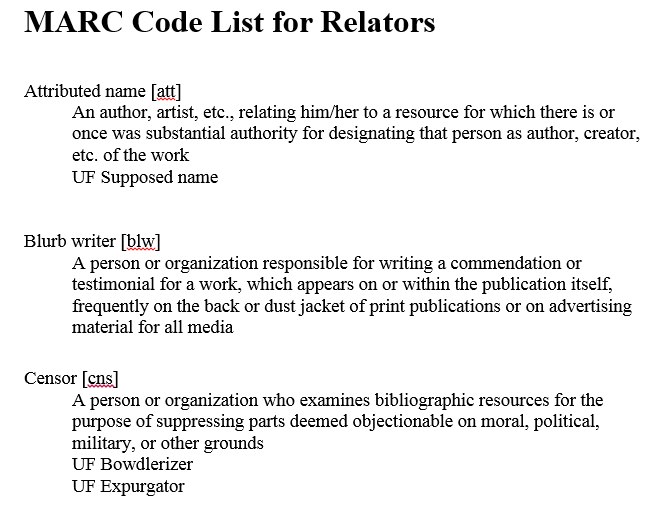 MARC Code List for Relators
Attributed name [att]
An author, artist, etc., relating him/her to a resource for which there is or
once was substantial authority for designating that person as author, creator,
etc. of the work
UF Supposed name
Blurb writer [blw]
A person or organization responsible for writing a commendation or
testimonial for a work, which appears on or within the publication itself,
frequently on the back or dust jacket of print publications or on advertising
material for all media
Censor [cns]
A person or organization who examines bibliographic resources for the
purpose of suppressing parts deemed objectionable on moral, political,
military, or other grounds
UF Bowdlerizer
UF Expurgator